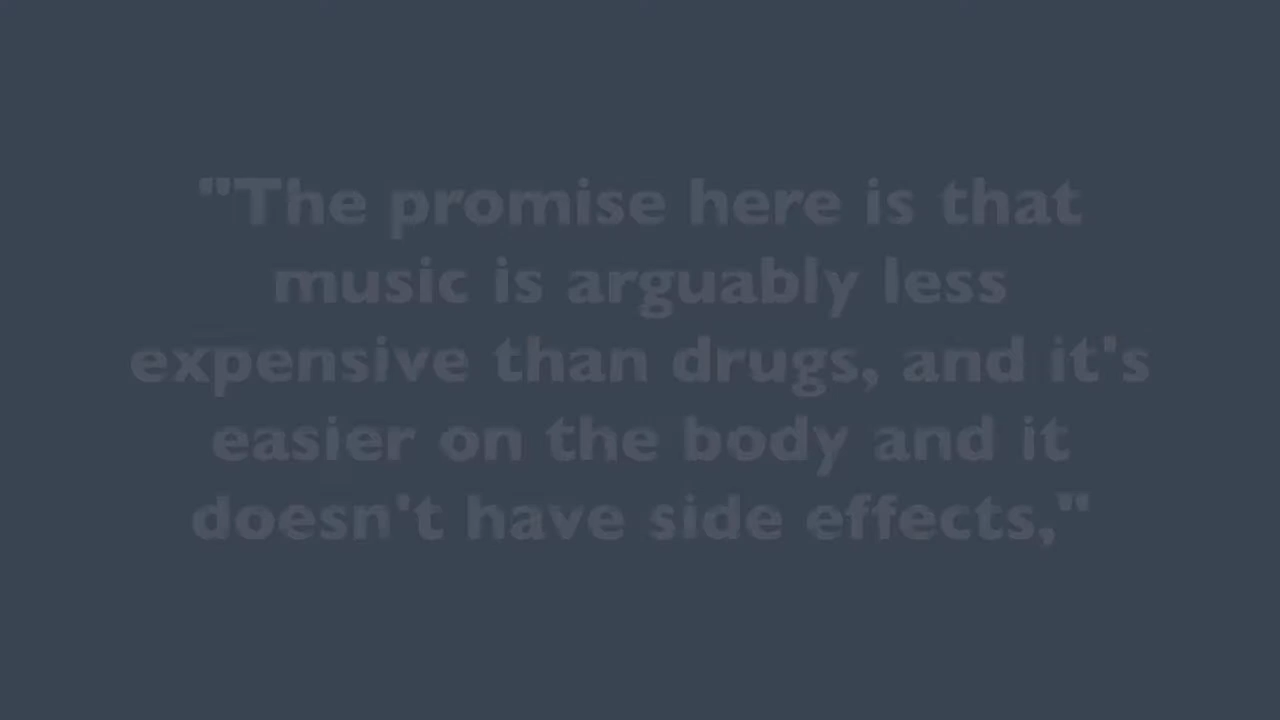 "The promise here is that
music is arguably less
expensive than drugs, and it's
easier on the body and it
doesn't have side effects,"